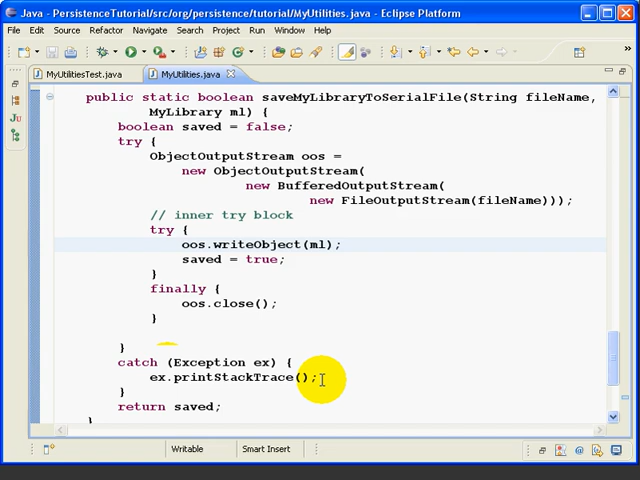 Java - PersistenceTutorial/src/org/persistence/tutorial/MyUtilities.java - Eclipse Platform
File Edit Source Refactor Navigate Search Project Run Window Help
MyUtilitiesTest.java MyUtilities.java
public static boolean saveMyLibraryToSerialFile(String fileName,
MyLibrary ml) {
boolean saved = false;
try {
ObjectOutputStream oos =
new ObjectOutputStream(
new BufferedOutputStream(
new FileOutputStream(fileName)));
// inner try block
try {
oos.writeObject(ml);
saved = true;
}
finally {
oos.close();
}
}
catch (Exception ex) {
ex.printStackTrace();
}
return saved;
}
Writable Smart Insert